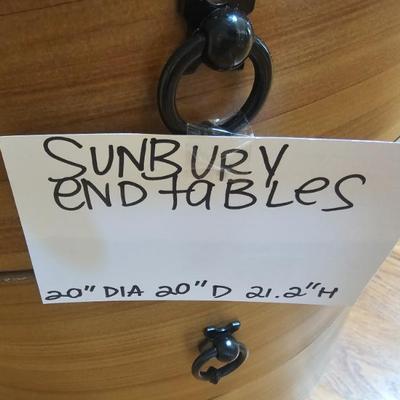 SUNBURY
eND taBLeS
20" DIA 20" D 21.2" H